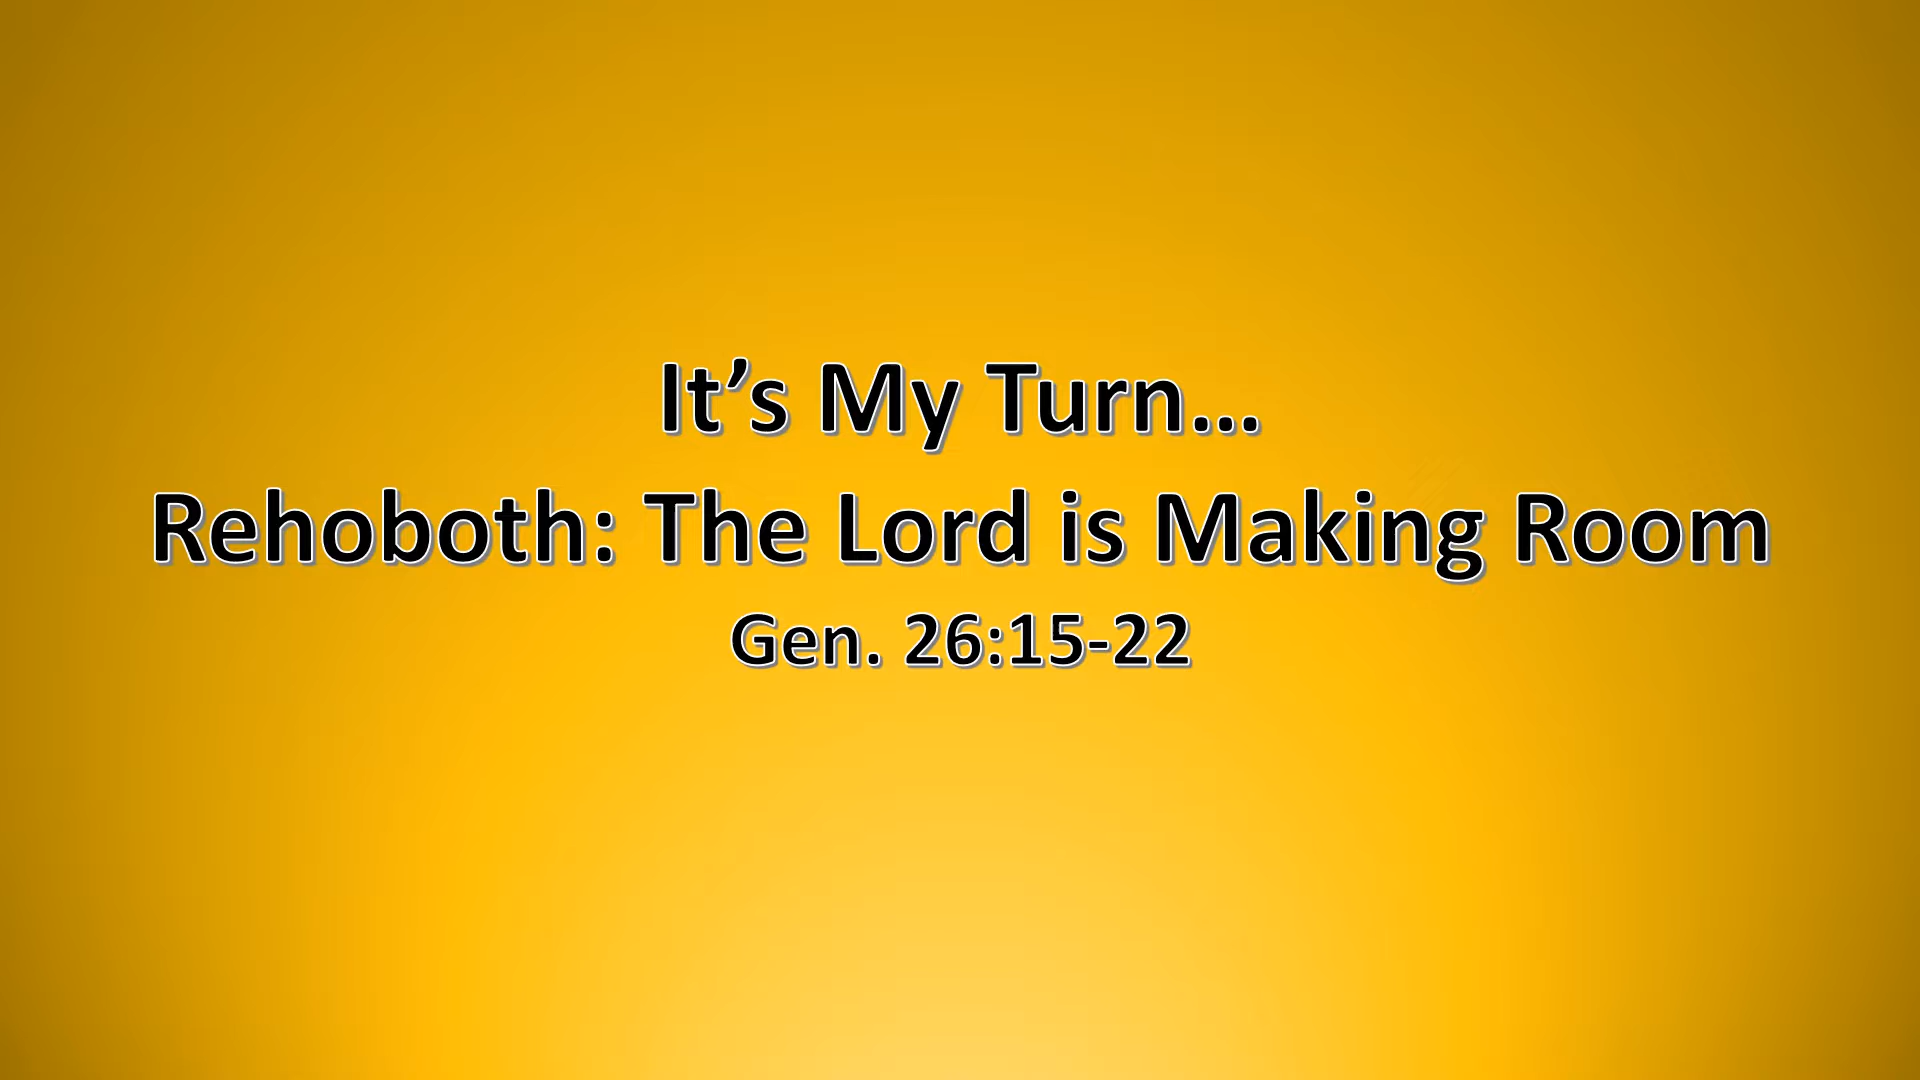 It’s My Turn…
Rehoboth: The Lord is Making Room
Gen. 26:15-22